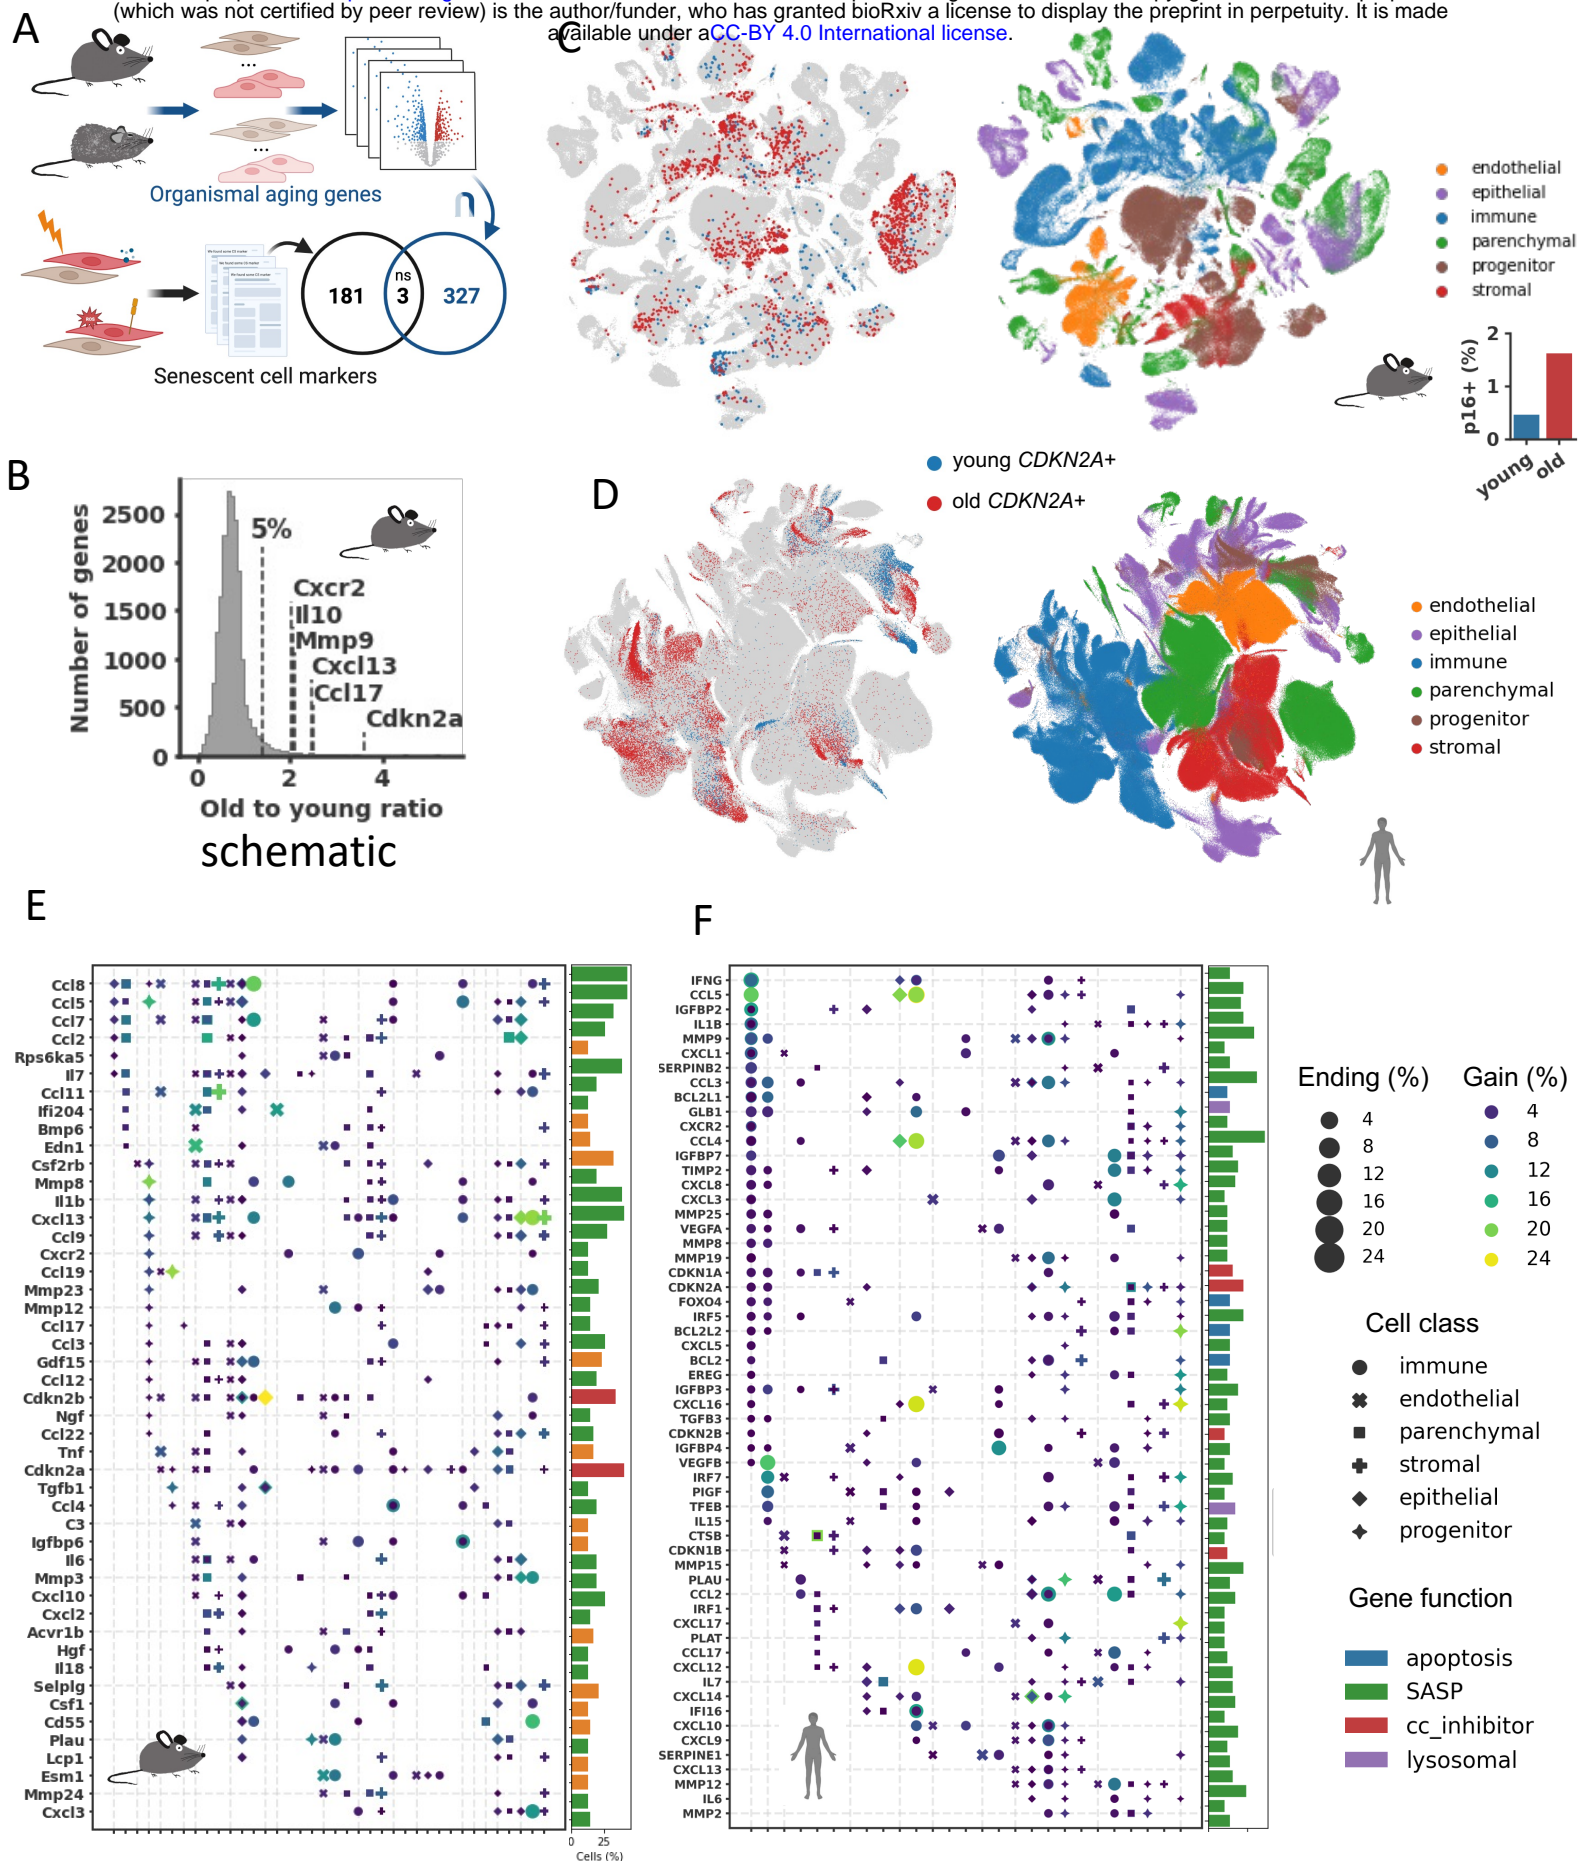 (which was not certified by peer review) is the author/funder, who has granted bioRxiv a license to display the preprint in perpetuity. It is made
available under aCC-BY 4.0 International license.
A
...
...
Organismal aging genes
181
ns
3
327
Senescent cell markers
C
endothelial
epithelial
immune
parenchymal
progenitor
stromal
p16+ (%)
2
1
0
young
old
B
Number of genes
2500
2000
1500
1000
500
0
5%
Cxcr2
Il10
Mmp9
Cxcl13
Ccl17
Cdkn2a
0
2
4
Old to young ratio
schematic
young CDKN2A+
old CDKN2A+
D
endothelial
epithelial
immune
parenchymal
progenitor
stromal
E
Ccl8
Ccl5
Ccl7
Ccl2
Rps6ka5
Il7
Ccl11
Ifi204
Bmp6
Edn1
Csf2rb
Mmp8
Il1b
Cxcl13
Ccl9
Cxcr2
Ccl19
Mmp23
Mmp12
Ccl17
Ccl3
Gdf15
Ccl12
Cdkn2b
Ngf
Ccl22
Tnf
Cdkn2a
Tgfb1
Ccl4
C3
Igfbp6
Il6
Mmp3
Cxcl10
Cxcl2
Acvr1b
Hgf
Il18
Selplg
Csf1
Cd55
Plau
Lcp1
Esm1
Mmp24
Cxcl3
0
25
Cells (%)
F
IFNG
CCL5
IGFBP2
IL1B
MMP9
CXCL1
SERPINB2
CCL3
BCL2L1
GLB1
CXCR2
CCL4
IGFBP7
TIMP2
CXCL8
CXCL3
MMP25
VEGFA
MMP8
MMP19
CDKN1A
CDKN2A
FOXO4
IRF5
BCL2L2
CXCL5
BCL2
EREG
IGFBP3
CXCL16
TGFB3
CDKN2B
IGFBP4
VEGFB
IRF7
PIGF
TFEB
IL15
CTSB
CDKN1B
MMP15
PLAU
CCL2
IRF1
CXCL17
PLAT
CCL17
CXCL12
IL7
CXCL14
IFI16
CXCL10
CXCL9
SERPINE1
CXCL13
MMP12
IL6
MMP2
Ending (%)
4
8
12
16
20
24
Gain (%)
4
8
12
16
20
24
Cell class
immune
endothelial
parenchymal
stromal
epithelial
progenitor
Gene function
apoptosis
SASP
cc_inhibitor
lysosomal